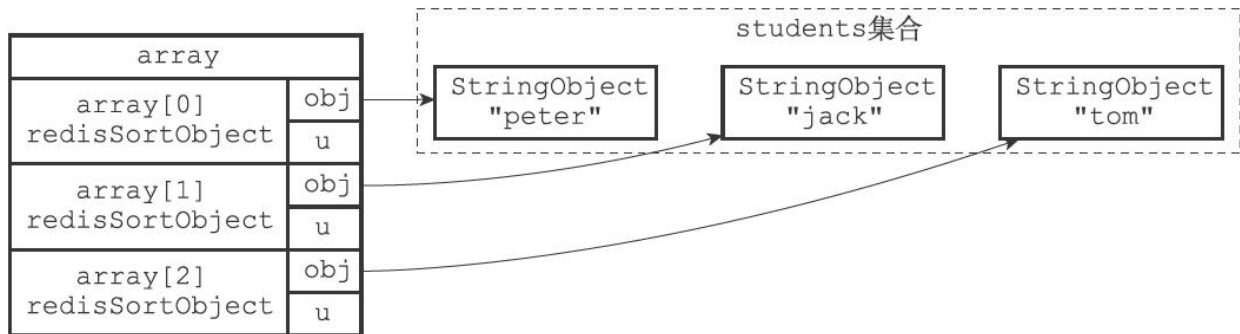 array
array[0]
redisSortObject
obj
u
array[1]
redisSortObject
obj
u
array[2]
redisSortObject
obj
u
students集合
StringObject
"peter"
StringObject
"jack"
StringObject
"tom"